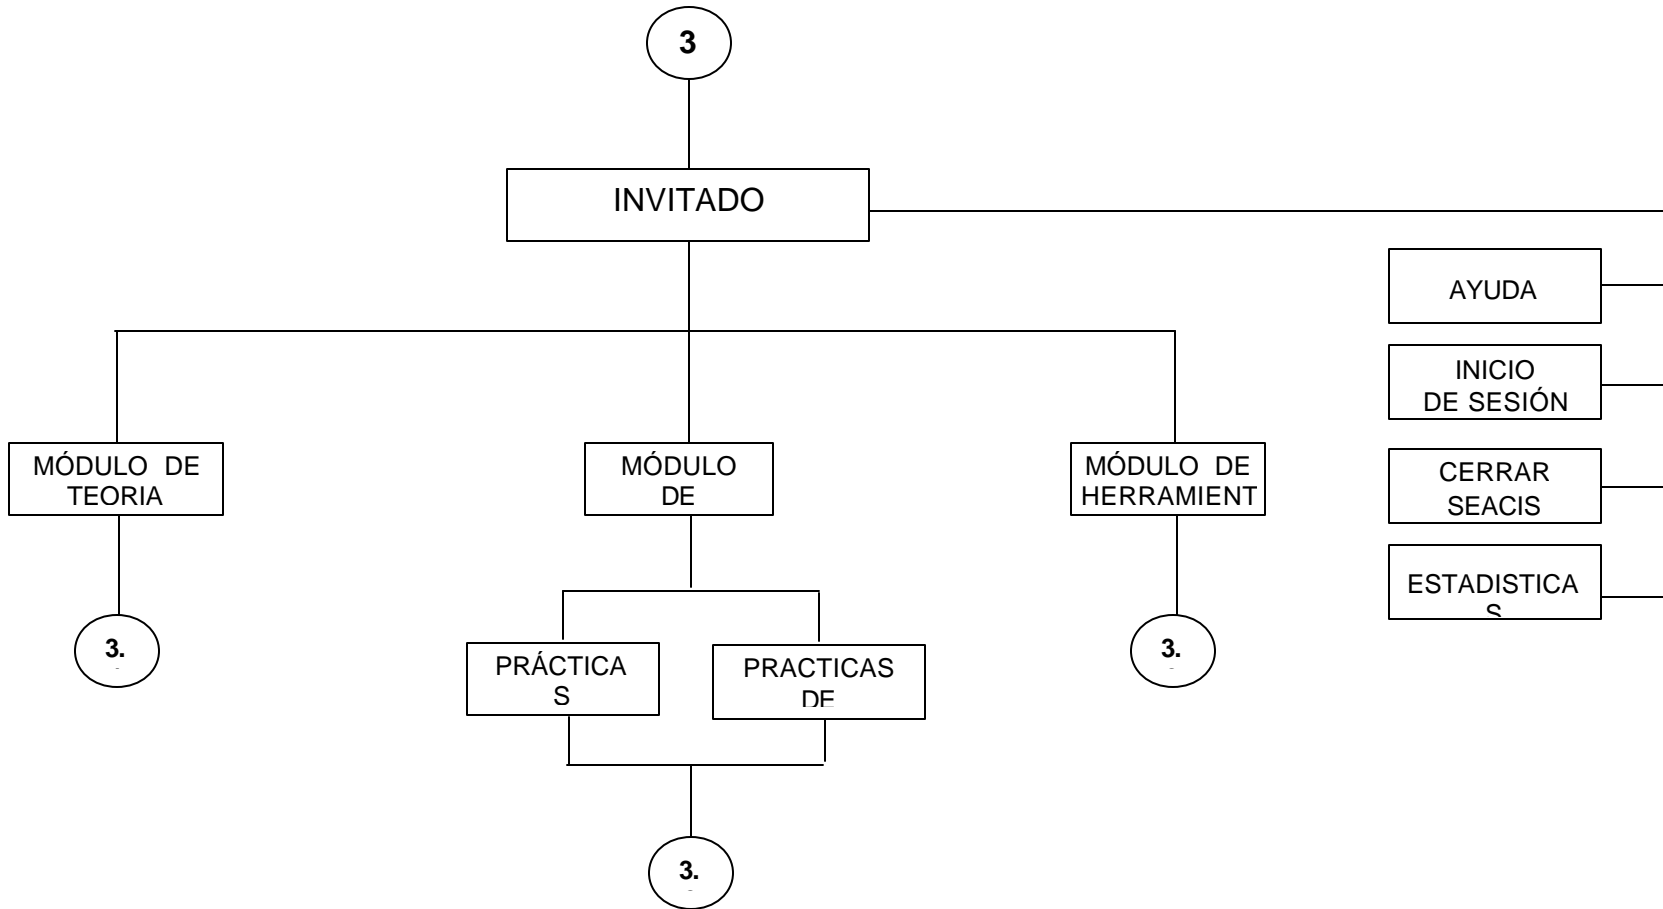 3
INVITADO
AYUDA
INICIO
DE SESIÓN
MÓDULO DE
TEORIA
MÓDULO
DE
MÓDULO DE
HERRAMIENT
CERRAR
SEACIS
ESTADISTICA
S
3.
PRÁCTICA
S
PRACTICAS
DE
3.
3.